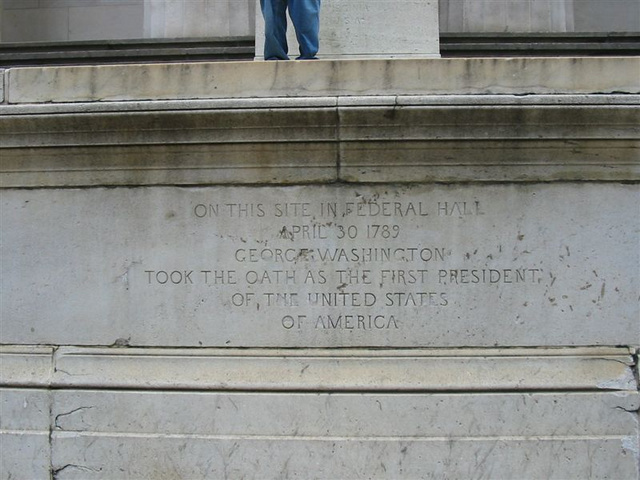 ON THIS SITE IN FEDERAL HALL
APRIL 30 1789
GEORGE WASHINGTON
TOOK THE OATH AS THE FIRST PRESIDENT
OF THE UNITED STATES
OF AMERICA